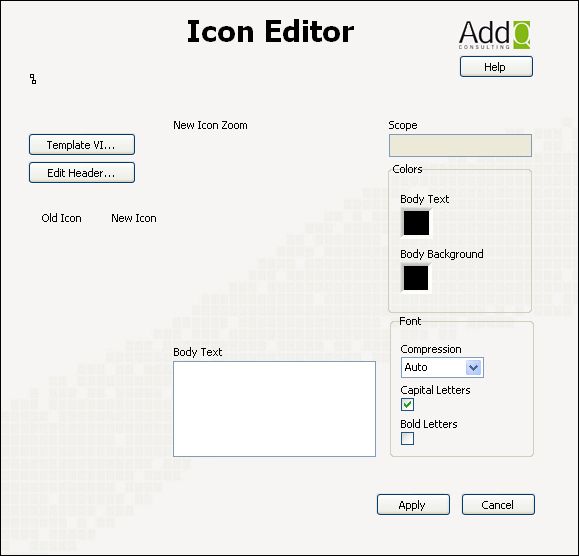 Icon Editor
AddQ
CONSULTING
Help
New Icon Zoom
Scope
Template VI...
Edit Header...
Colors
Body Text
Old Icon
New Icon
Body Background
Font
Compression
Body Text
Auto
Capital Letters
Bold Letters
Apply
Cancel